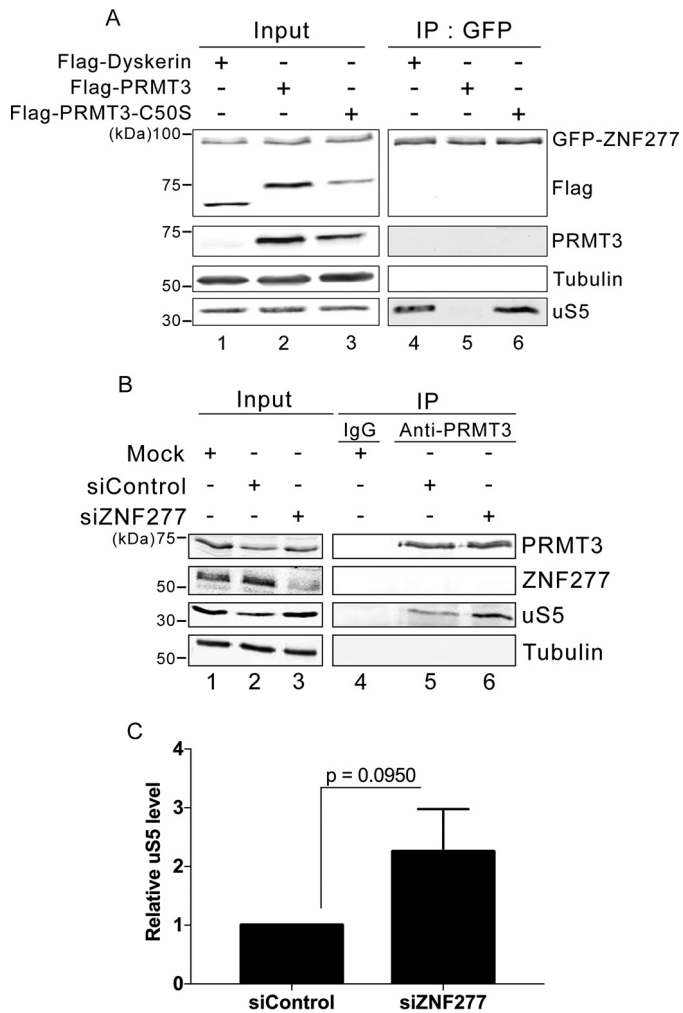 A
Input IP : GFP
Flag-Dyskerin + - - + - -
Flag-PRMT3 - + - - + -
Flag-PRMT3-C50S - - + - - +
(kDa)100 GFP-ZNF277
75 Flag
75 PRMT3
50 Tubulin
30 uS5
1 2 3 4 5 6
B
Input IP
IgG Anti-PRMT3
Mock + - - + - -
siControl - + - - + -
siZNF277 - - + - - +
(kDa)75 PRMT3
50 ZNF277
30 uS5
50 Tubulin
1 2 3 4 5 6
C
4
p = 0.0950
3
Relative uS5 level
2
1
0
siControl siZNF277